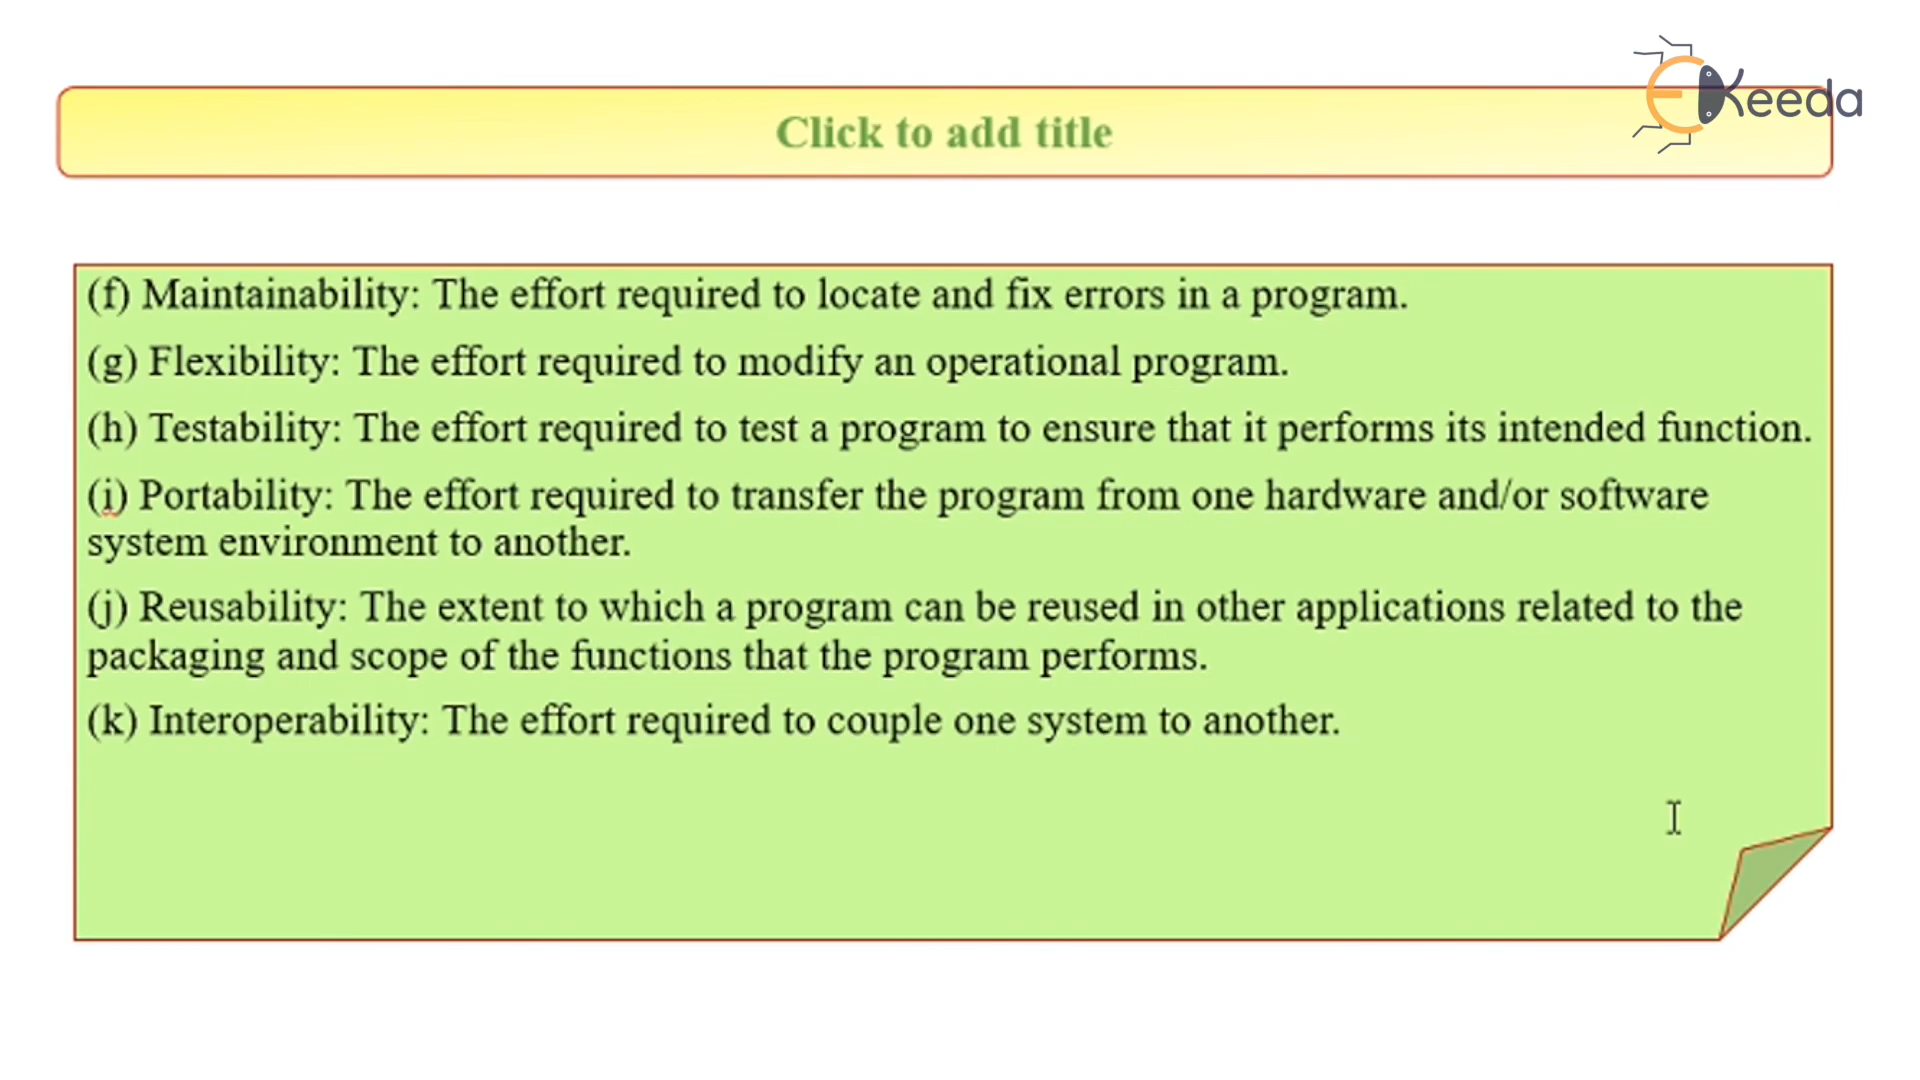 EKeeda
Click to add title
(f) Maintainability: The effort required to locate and fix errors in a program.
(g) Flexibility: The effort required to modify an operational program.
(h) Testability: The effort required to test a program to ensure that it performs its intended function.
(i) Portability: The effort required to transfer the program from one hardware and/or software
system environment to another.
(j) Reusability: The extent to which a program can be reused in other applications related to the
packaging and scope of the functions that the program performs.
(k) Interoperability: The effort required to couple one system to another.